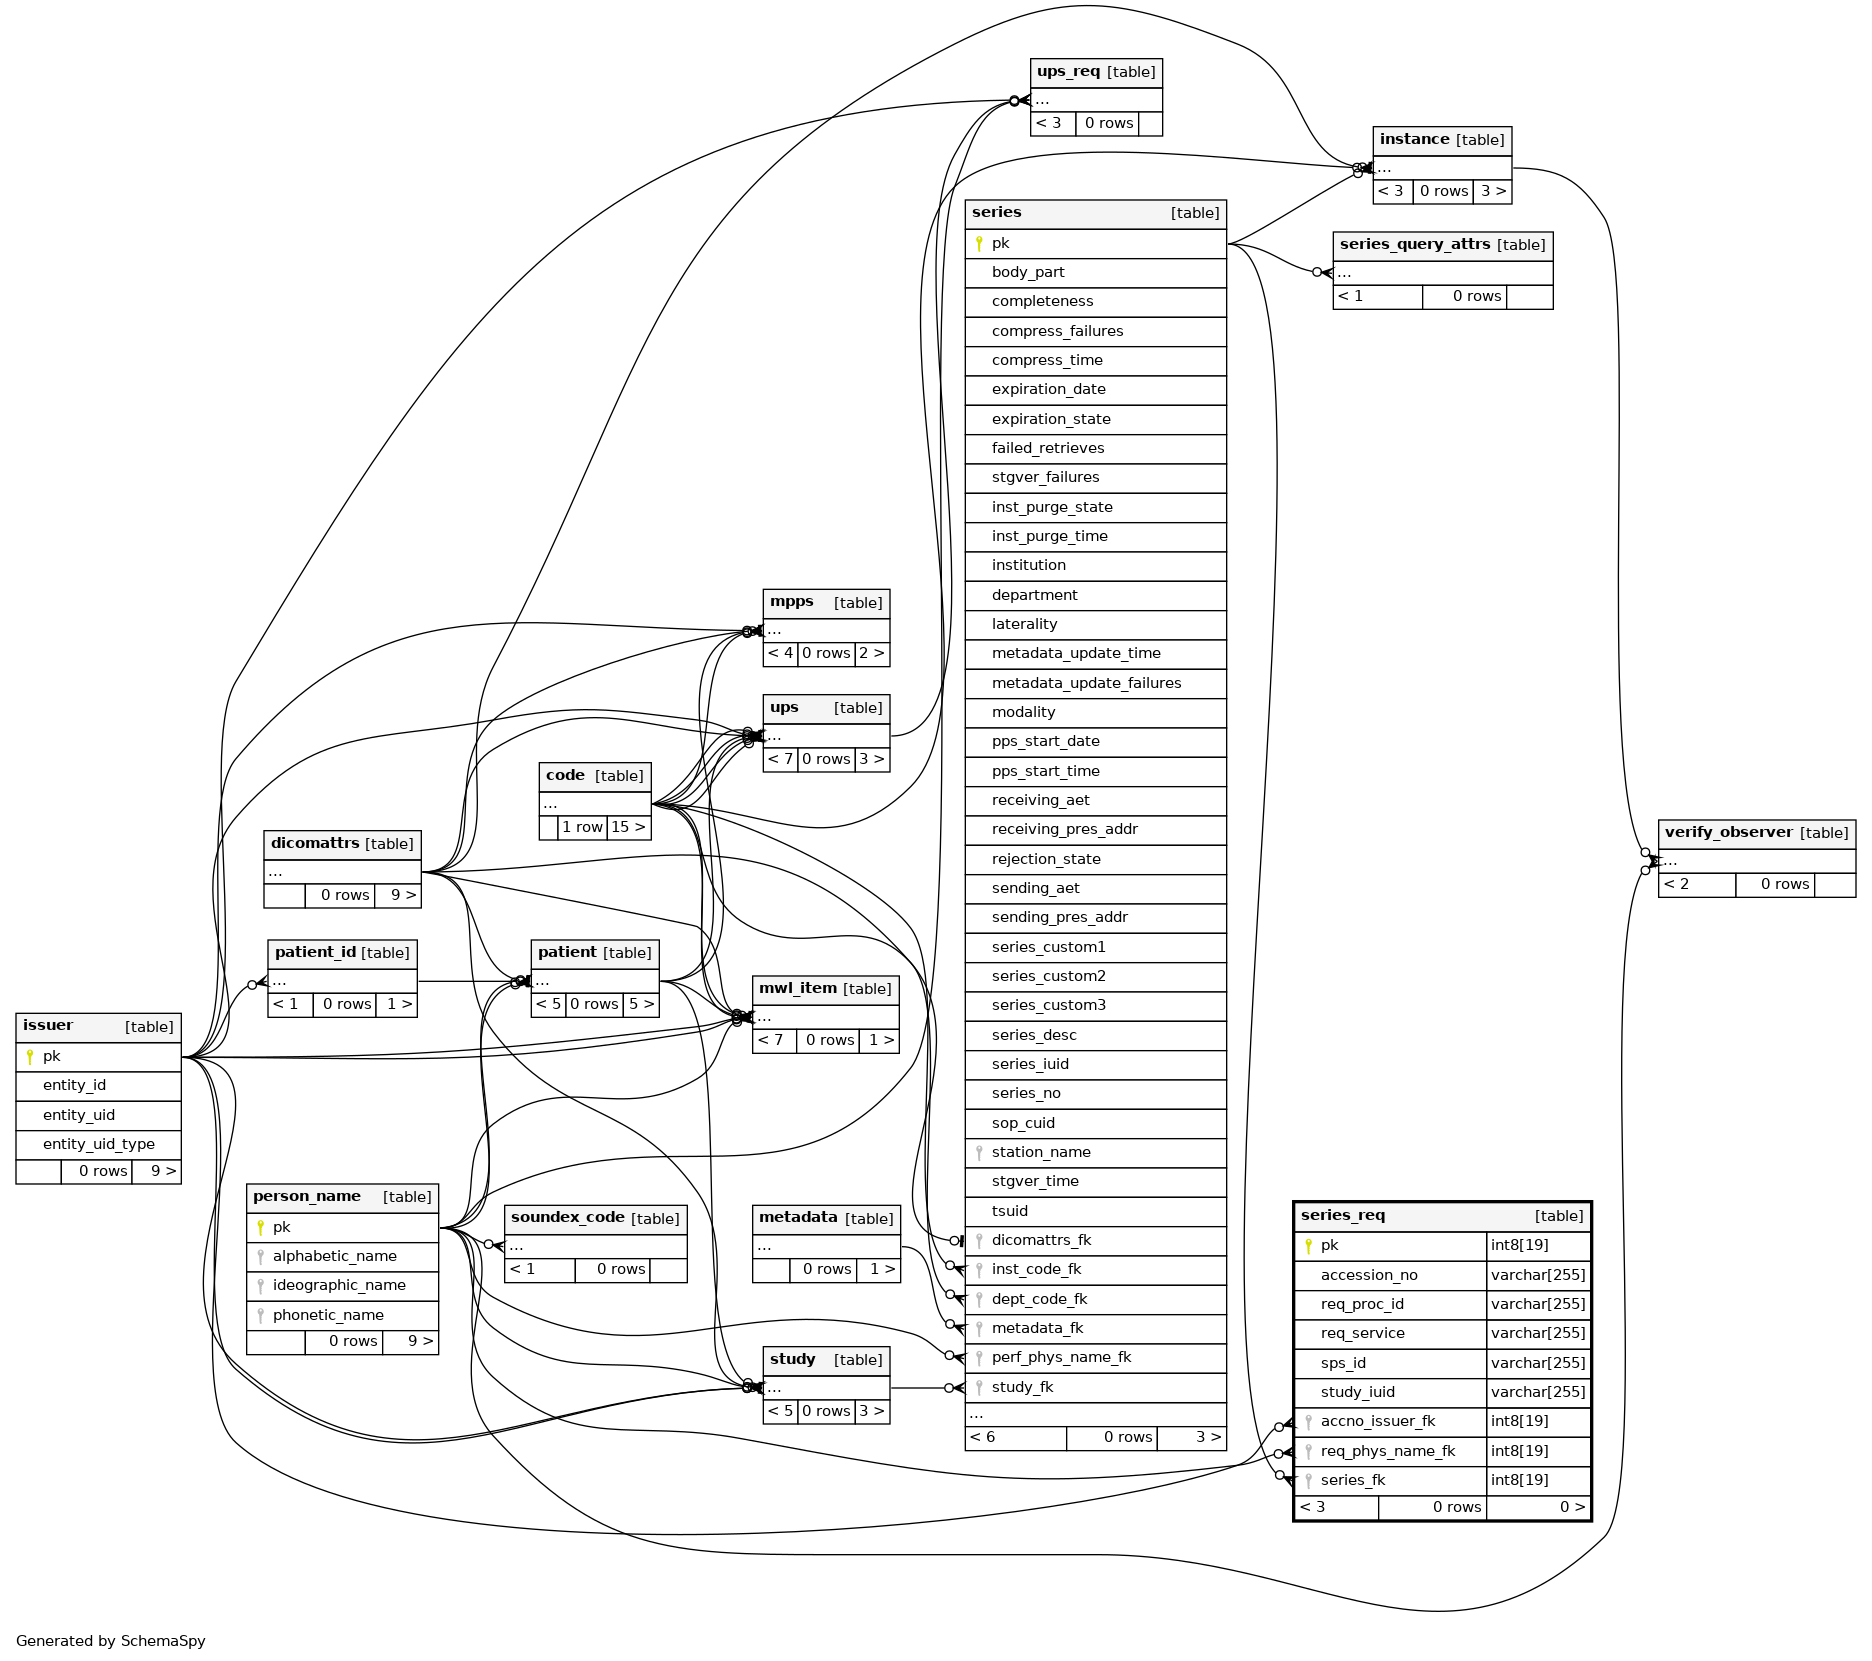 ups_req [table]
...
< 3 0 rows
instance [table]
...
< 3 0 rows 3 >
series_query_attrs [table]
...
< 1 0 rows
series [table]
pk
body_part
completeness
compress_failures
compress_time
expiration_date
expiration_state
failed_retrieves
stgver_failures
inst_purge_state
inst_purge_time
institution
department
laterality
metadata_update_time
metadata_update_failures
modality
pps_start_date
pps_start_time
receiving_aet
receiving_pres_addr
rejection_state
sending_aet
sending_pres_addr
series_custom1
series_custom2
series_custom3
series_desc
series_iuid
series_no
sop_cuid
station_name
stgver_time
tsuid
dicomattrs_fk
inst_code_fk
dept_code_fk
metadata_fk
perf_phys_name_fk
study_fk
...
< 6 0 rows 3 >
mpps [table]
...
< 4 0 rows 2 >
ups [table]
...
< 7 0 rows 3 >
code [table]
...
1 row 15 >
dicomattrs [table]
...
0 rows 9 >
verify_observer [table]
...
< 2 0 rows
patient_id [table]
...
< 1 0 rows 1 >
patient [table]
...
< 5 0 rows 5 >
mwl_item [table]
...
< 7 0 rows 1 >
issuer [table]
pk
entity_id
entity_uid
entity_uid_type
0 rows 9 >
person_name [table]
pk
alphabetic_name
ideographic_name
phonetic_name
0 rows 9 >
soundex_code [table]
...
< 1 0 rows
metadata [table]
...
0 rows 1 >
study [table]
...
< 5 0 rows 3 >
series_req [table]
pk int8[19]
accession_no varchar[255]
req_proc_id varchar[255]
req_service varchar[255]
sps_id varchar[255]
study_iuid varchar[255]
accno_issuer_fk int8[19]
req_phys_name_fk int8[19]
series_fk int8[19]
< 3 0 rows 0 >
Generated by SchemaSpy